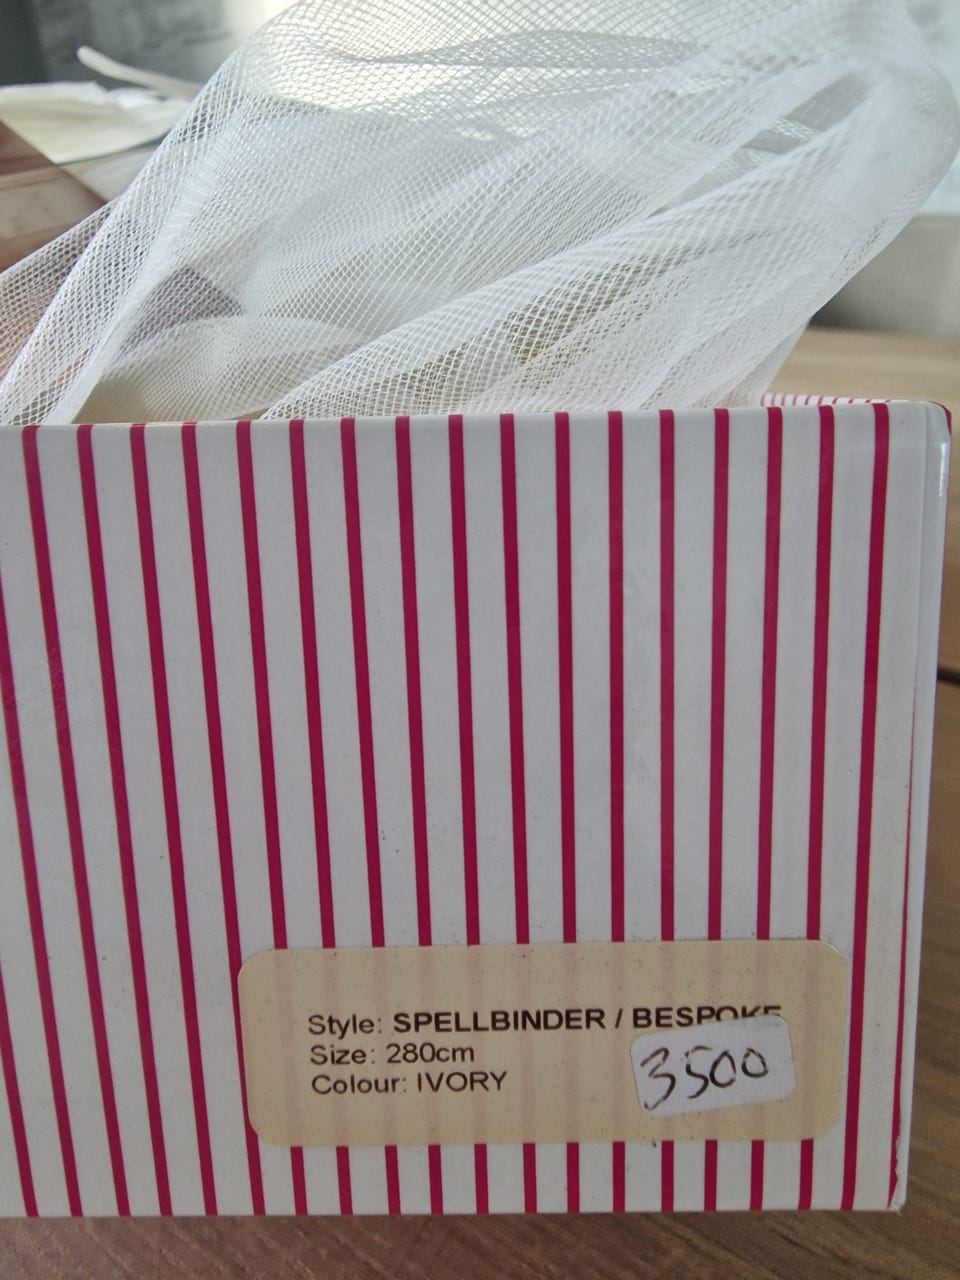 Style: SPELLBINDER / BESPOKE
Size: 280cm
Colour: IVORY
3500